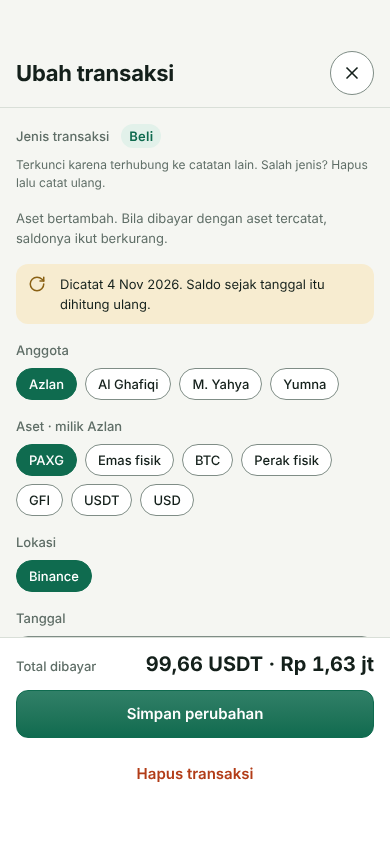 Ubah transaksi
Jenis transaksi Beli
Terkunci karena terhubung ke catatan lain. Salah jenis? Hapus
lalu catat ulang.
Aset bertambah. Bila dibayar dengan aset tercatat,
saldonya ikut berkurang.
Dicatat 4 Nov 2026. Saldo sejak tanggal itu
dihitung ulang.
Anggota
Azlan Al Ghafiqi M. Yahya Yumna
Aset · milik Azlan
PAXG Emas fisik BTC Perak fisik
GFI USDT USD
Lokasi
Binance
Tanggal
Total dibayar 99,66 USDT · Rp 1,63 jt
Simpan perubahan
Hapus transaksi